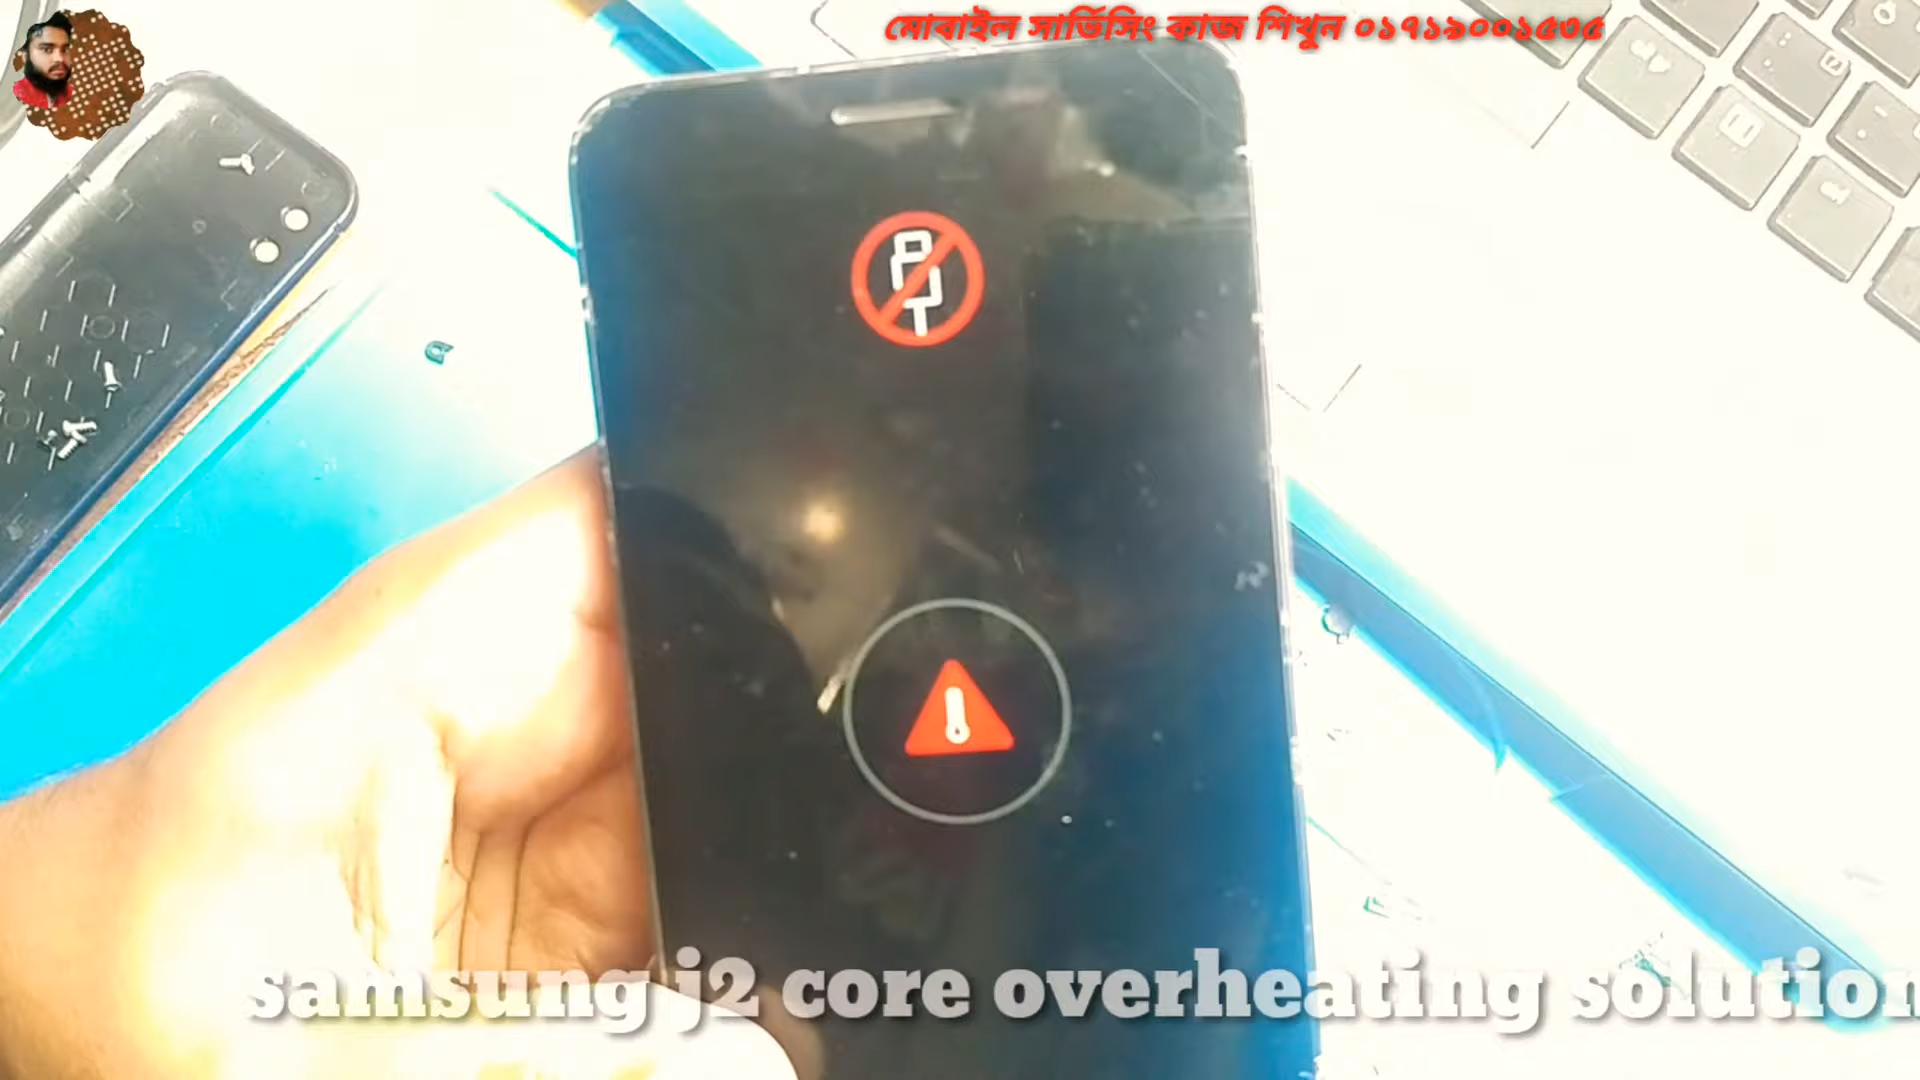 মোবাইল সার্ভিসিং কাজ শিখুন ০১৭১৯০০১৫৩৫
samsung j2 core overheating solution